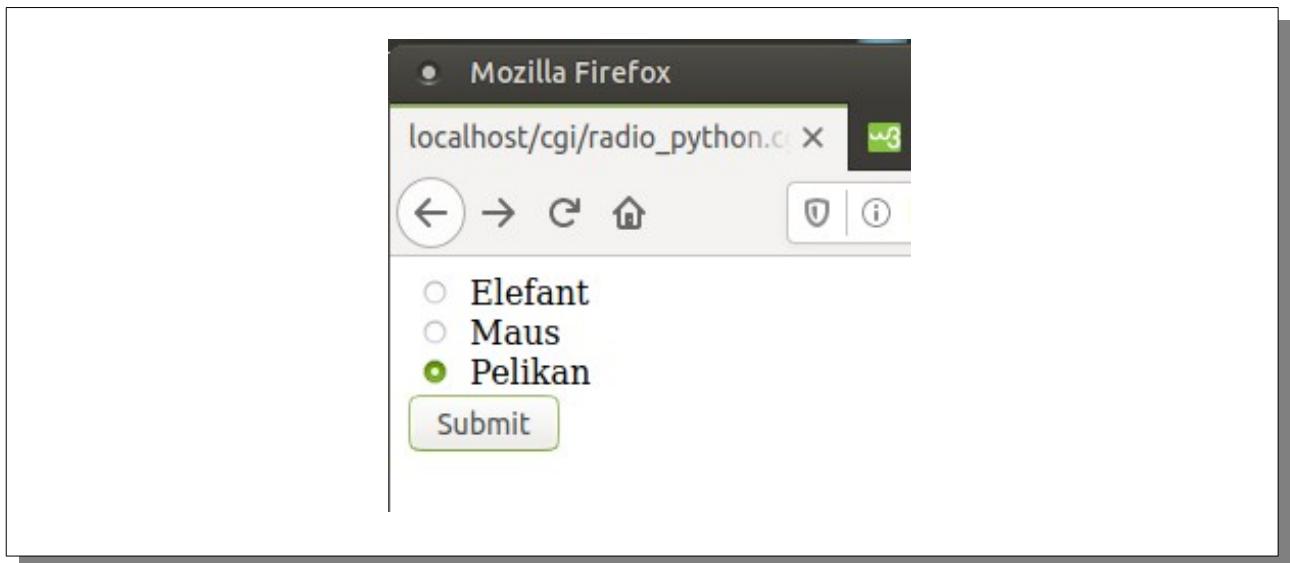 Mozilla Firefox
localhost/cgi/radio_python.c
Elefant
Maus
Pelikan
Submit